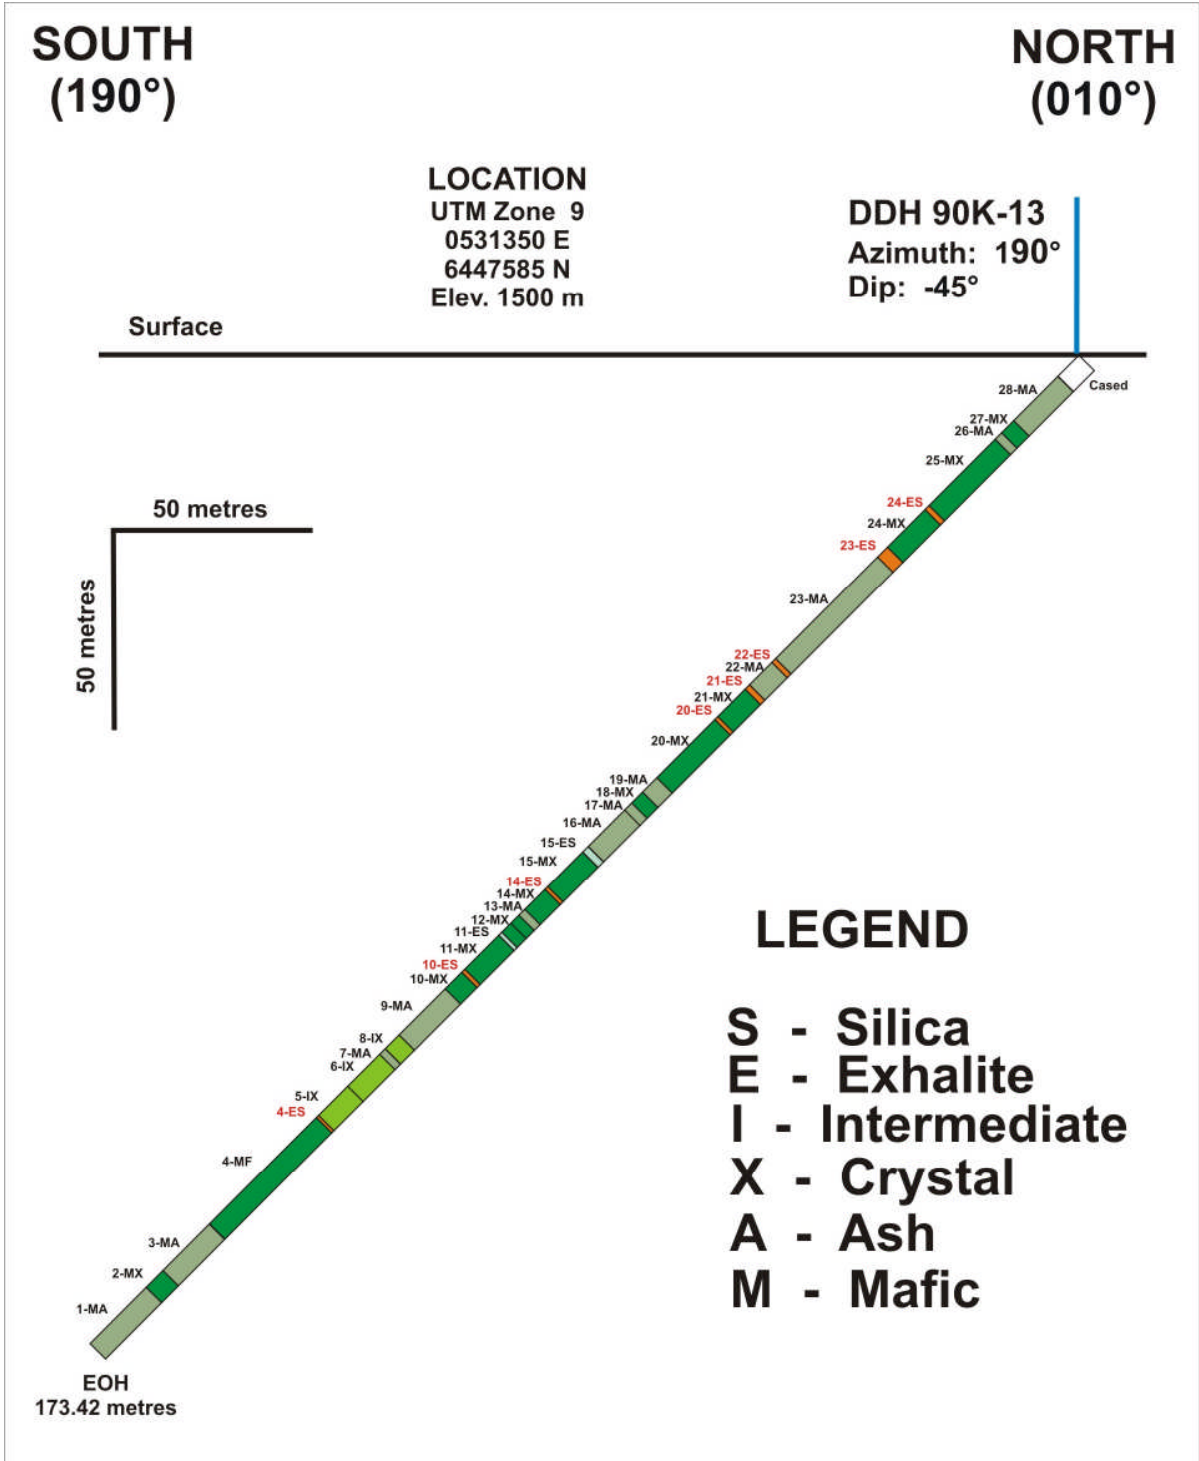 SOUTH
(190°)
NORTH
(010°)
LOCATION
UTM Zone 9
0531350 E
6447585 N
Elev. 1500 m
DDH 90K-13
Azimuth: 190°
Dip: -45°
Surface
Cased
28-MA
27-MX
26-MA
25-MX
24-ES
24-MX
23-ES
23-MA
22-ES
22-MA
21-ES
21-MX
20-ES
20-MX
19-MA
18-MX
17-MA
16-MA
15-ES
15-MX
14-ES
14-MX
13-MA
12-MX
11-ES
11-MX
10-ES
10-MX
9-MA
8-IX
7-MA
6-IX
5-IX
4-ES
4-MF
3-MA
2-MX
1-MA
EOH
173.42 metres
50 metres
50 metres
LEGEND
S - Silica
E - Exhalite
I - Intermediate
X - Crystal
A - Ash
M - Mafic